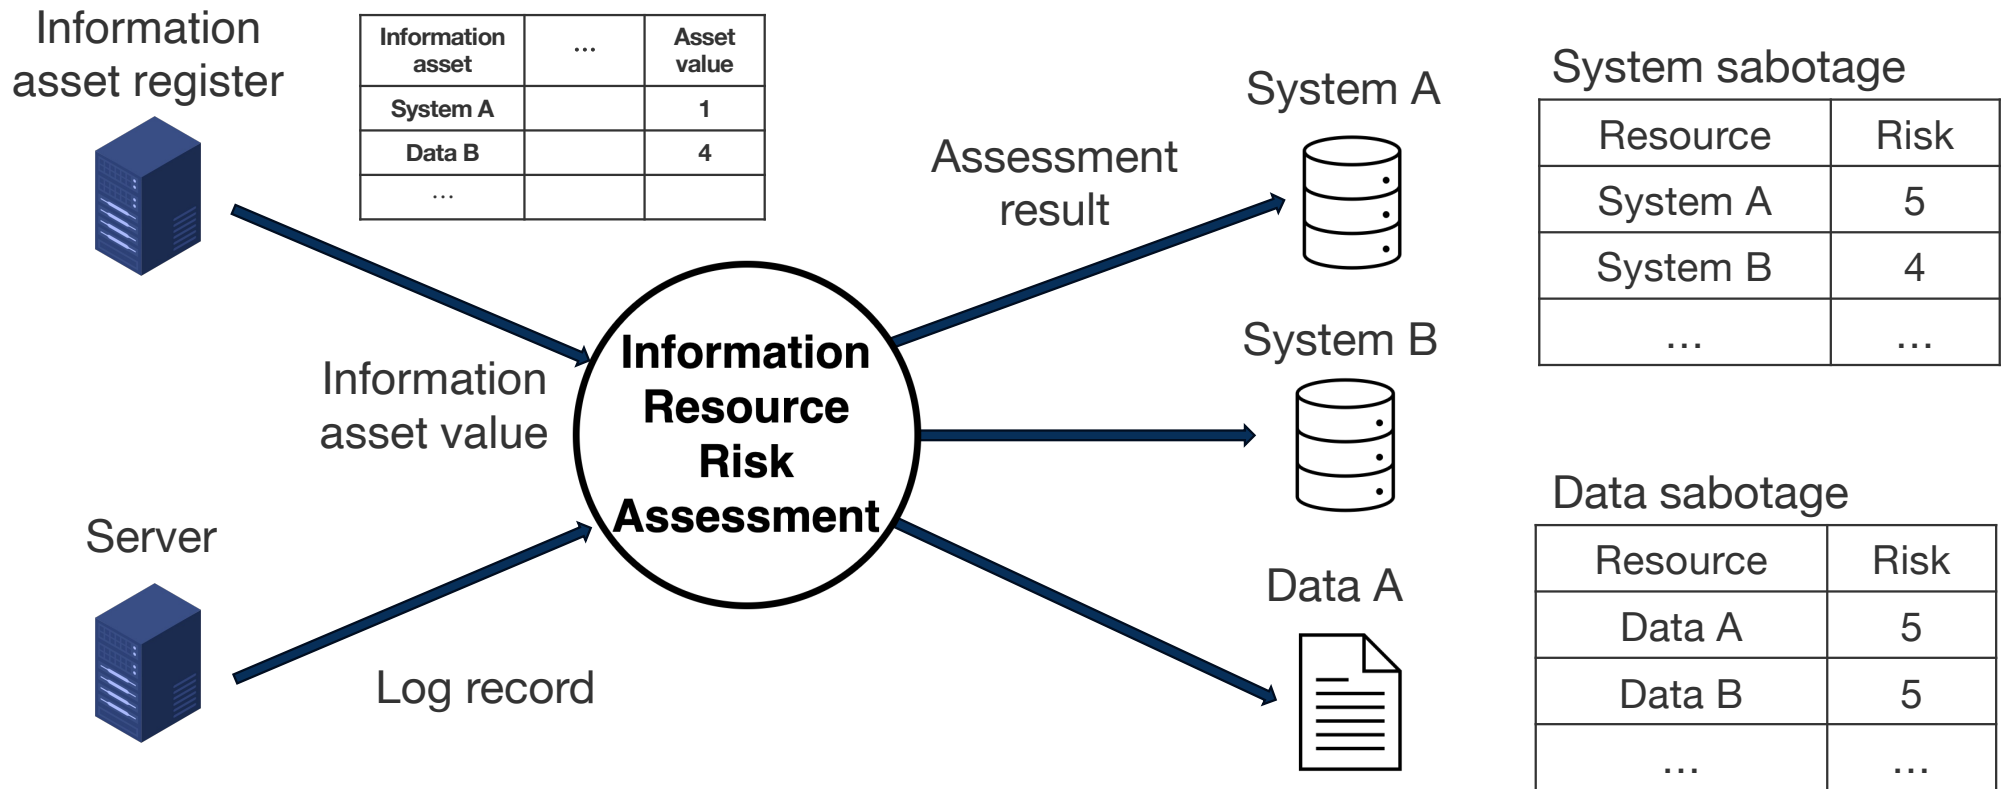 Information
asset register
Information asset … Asset value
System A 1
Data B 4
…
Information
asset value
Server
Log record
Information
Resource
Risk
Assessment
Assessment
result
System A
System B
Data A
System sabotage
Resource Risk
System A 5
System B 4
… …
Data sabotage
Resource Risk
Data A 5
Data B 5
… …